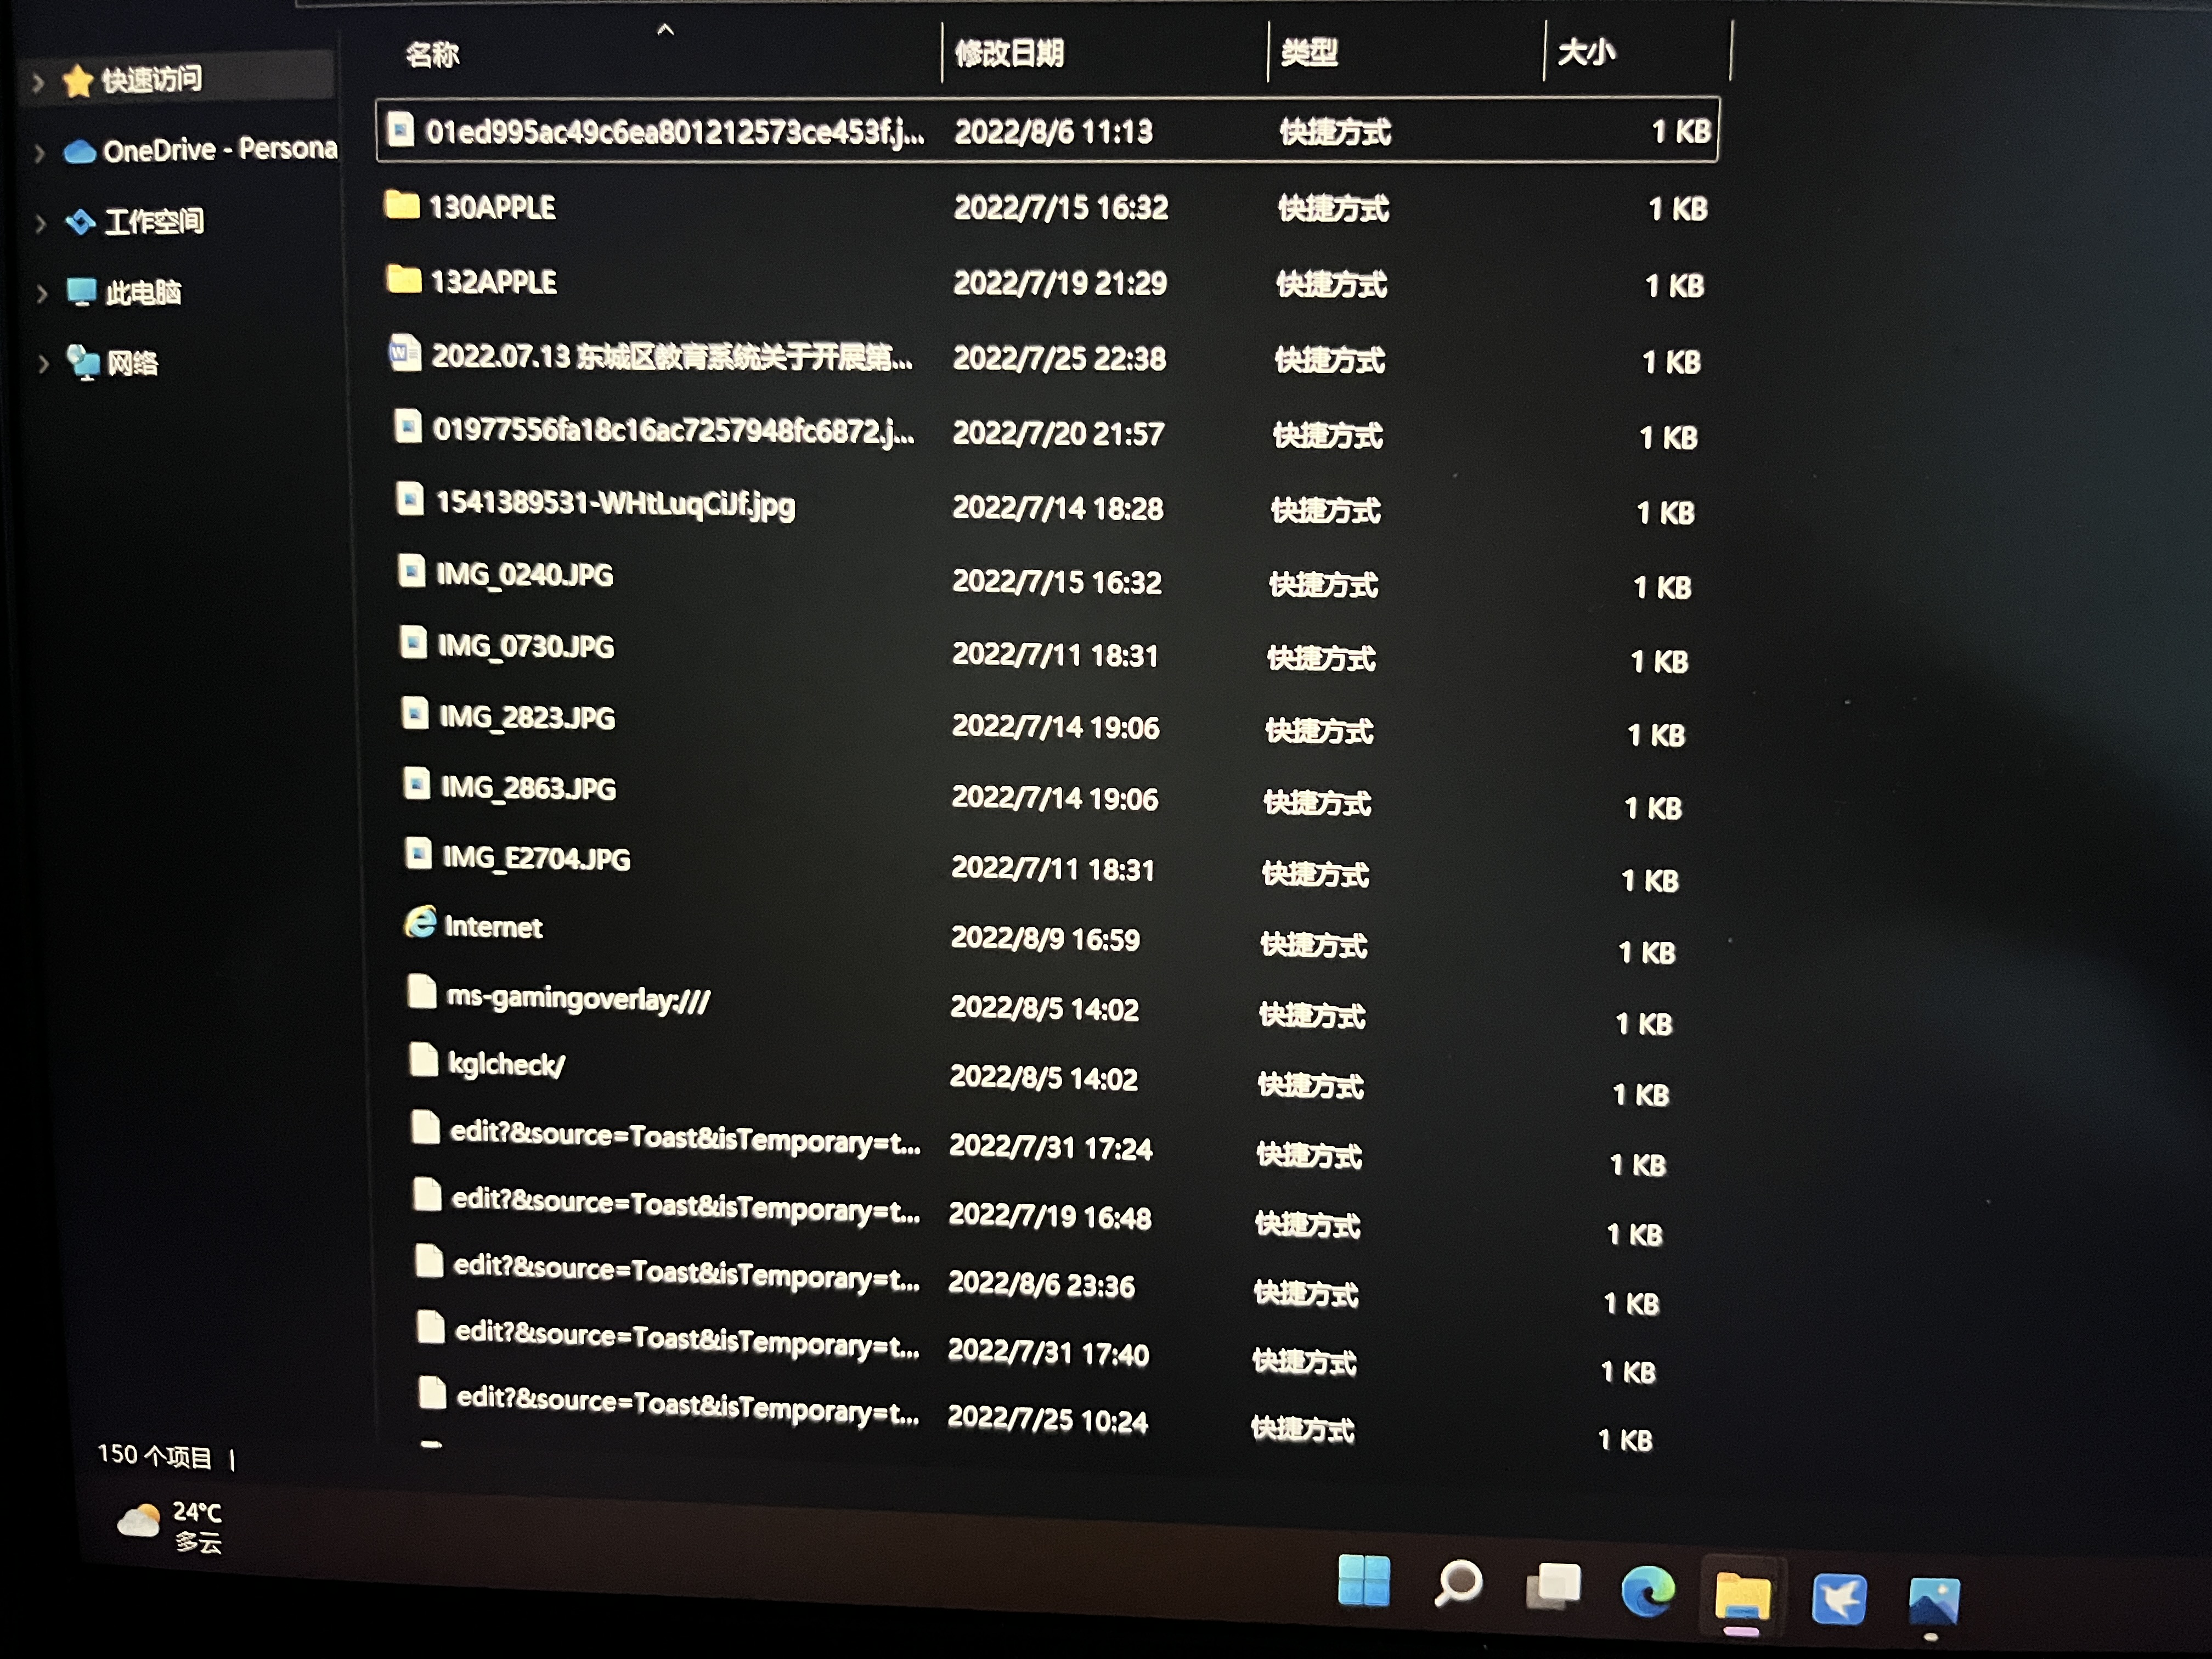 名称 修改日期 类型 大小
快速访问
OneDrive - Persona
工作空间
此电脑
网络
01ed995ac49c6ea801212573ce453f.j... 2022/8/6 11:13 快捷方式 1 KB
130APPLE 2022/7/15 16:32 快捷方式 1 KB
132APPLE 2022/7/19 21:29 快捷方式 1 KB
2022.07.13 东城区教育系统关于开展第... 2022/7/25 22:38 快捷方式 1 KB
01977556fa18c16ac7257948fc6872.j... 2022/7/20 21:57 快捷方式 1 KB
1541389531-WHtLuqCiJf.jpg 2022/7/14 18:28 快捷方式 1 KB
IMG_0240.JPG 2022/7/15 16:32 快捷方式 1 KB
IMG_0730.JPG 2022/7/11 18:31 快捷方式 1 KB
IMG_2823.JPG 2022/7/14 19:06 快捷方式 1 KB
IMG_2863.JPG 2022/7/14 19:06 快捷方式 1 KB
IMG_E2704.JPG 2022/7/11 18:31 快捷方式 1 KB
Internet 2022/8/9 16:59 快捷方式 1 KB
ms-gamingoverlay:/// 2022/8/5 14:02 快捷方式 1 KB
kglcheck/ 2022/8/5 14:02 快捷方式 1 KB
edit?&source=Toast&isTemporary=t... 2022/7/31 17:24 快捷方式 1 KB
edit?&source=Toast&isTemporary=t... 2022/7/19 16:48 快捷方式 1 KB
edit?&source=Toast&isTemporary=t... 2022/8/6 23:36 快捷方式 1 KB
edit?&source=Toast&isTemporary=t... 2022/7/31 17:40 快捷方式 1 KB
edit?&source=Toast&isTemporary=t... 2022/7/25 10:24 快捷方式 1 KB
150 个项目
24°C
多云